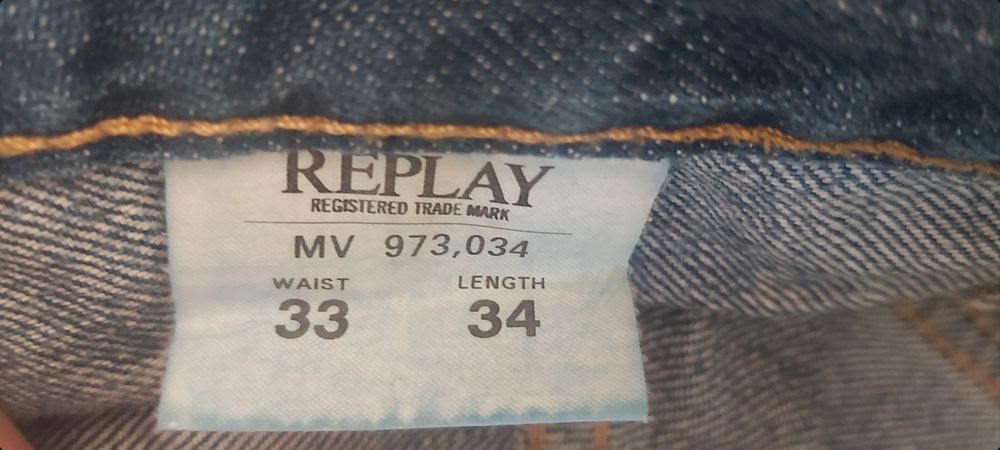 REPLAY
REGISTERED TRADE MARK
MV 973,034
WAIST LENGTH
33 34